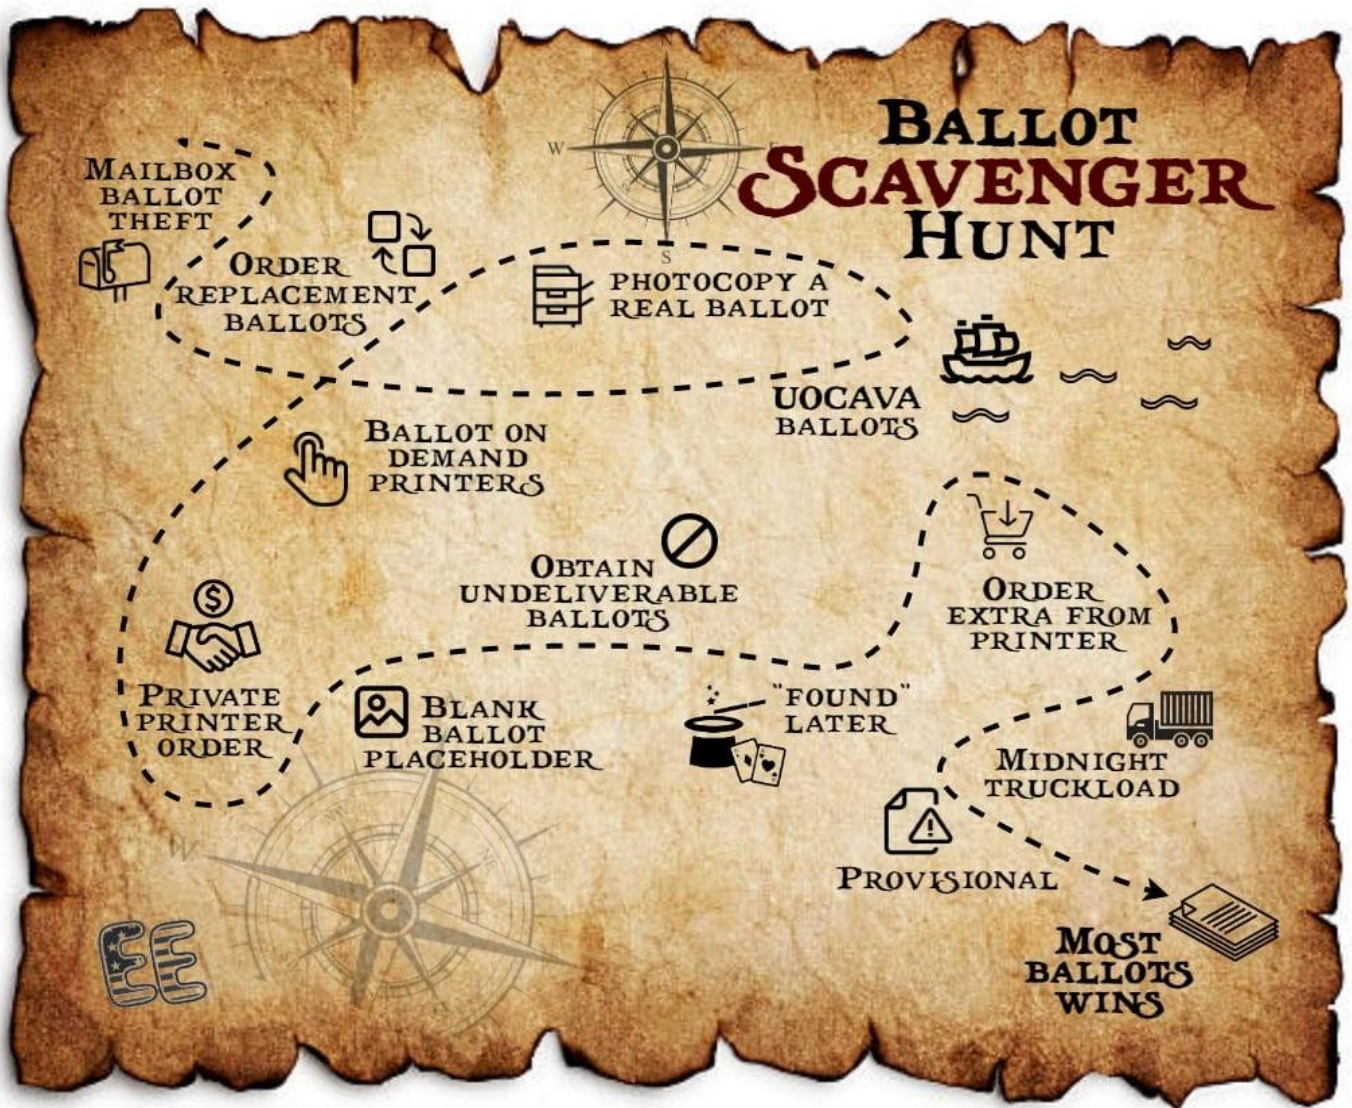 BALLOT
SCAVENGER
HUNT
W
S
MAILBOX
BALLOT
THEFT
ORDER
REPLACEMENT
BALLOTS
PHOTOCOPY A
REAL BALLOT
UOCAVA
BALLOTS
BALLOT ON
DEMAND
PRINTERS
OBTAIN
UNDELIVERABLE
BALLOTS
ORDER
EXTRA FROM
PRINTER
$
PRIVATE
PRINTER
ORDER
BLANK
BALLOT
PLACEHOLDER
"FOUND"
LATER
MIDNIGHT
TRUCKLOAD
PROVISIONAL
W
NE
EE
MOST
BALLOTS
WINS